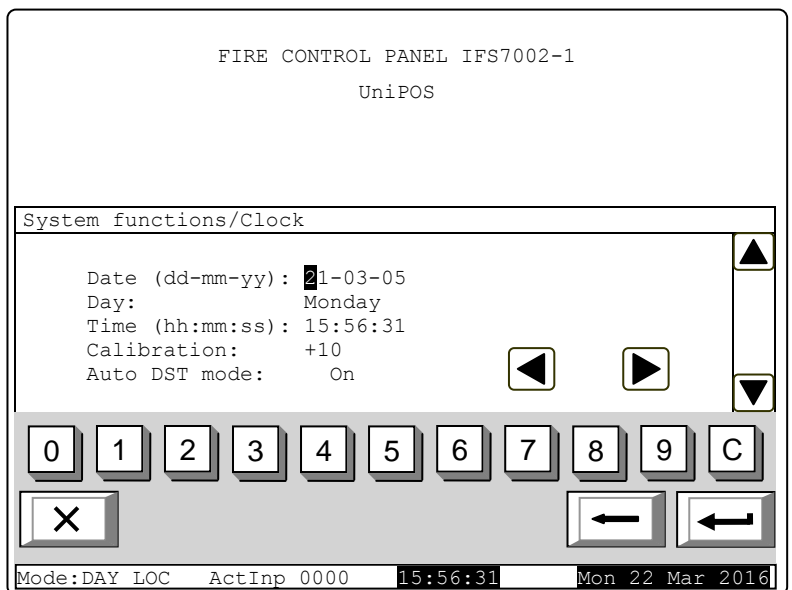 FIRE CONTROL PANEL IFS7002-1
UniPOS
System functions/Clock
Date (dd-mm-yy): 21-03-05
Day: Monday
Time (hh:mm:ss): 15:56:31
Calibration: +10
Auto DST mode: On
0 1 2 3 4 5 6 7 8 9 C
Mode:DAY LOC ActInp 0000 15:56:31 Mon 22 Mar 2016